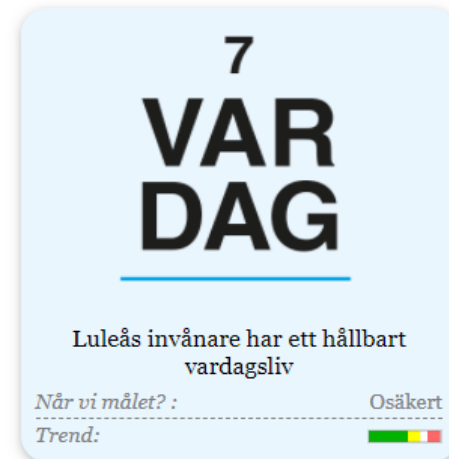 7
VAR
DAG
Luleås invånare har ett hållbart
vardagsliv
Når vi målet? : Osäkert
Trend: